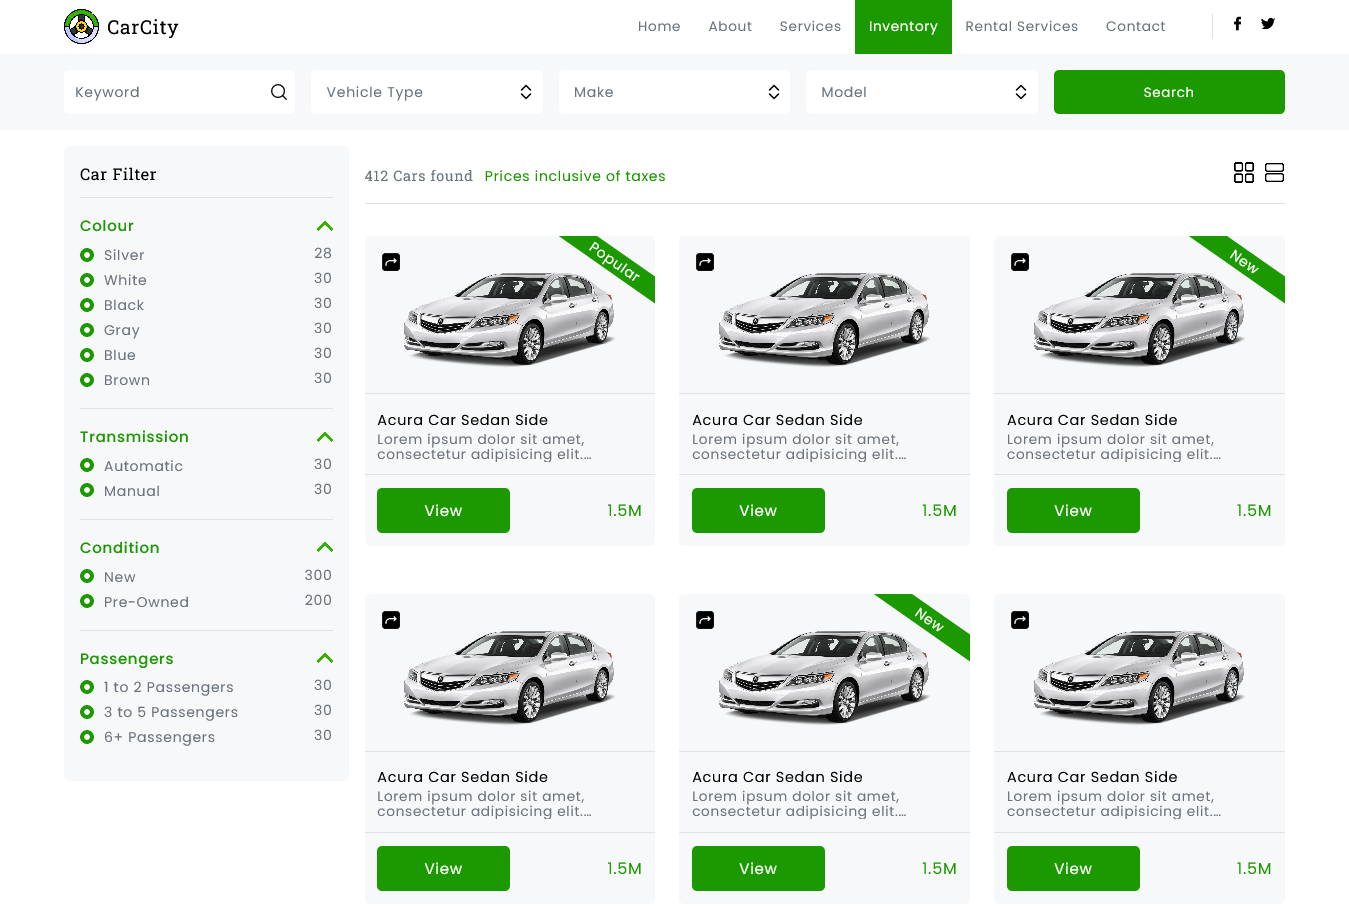 CarCity
Home About Services Inventory Rental Services Contact
Keyword Vehicle Type Make Model Search
Car Filter
Colour
Silver 28
White 30
Black 30
Gray 30
Blue 30
Brown 30
Transmission
Automatic 30
Manual 30
Condition
New 300
Pre-Owned 200
Passengers
1 to 2 Passengers 30
3 to 5 Passengers 30
6+ Passengers 30
412 Cars found Prices inclusive of taxes
Popular
Acura Car Sedan Side
Lorem ipsum dolor sit amet,
consectetur adipisicing elit....
View 1.5M
Acura Car Sedan Side
Lorem ipsum dolor sit amet,
consectetur adipisicing elit....
View 1.5M
New
Acura Car Sedan Side
Lorem ipsum dolor sit amet,
consectetur adipisicing elit....
View 1.5M
Acura Car Sedan Side
Lorem ipsum dolor sit amet,
consectetur adipisicing elit....
View 1.5M
New
Acura Car Sedan Side
Lorem ipsum dolor sit amet,
consectetur adipisicing elit....
View 1.5M
Acura Car Sedan Side
Lorem ipsum dolor sit amet,
consectetur adipisicing elit....
View 1.5M